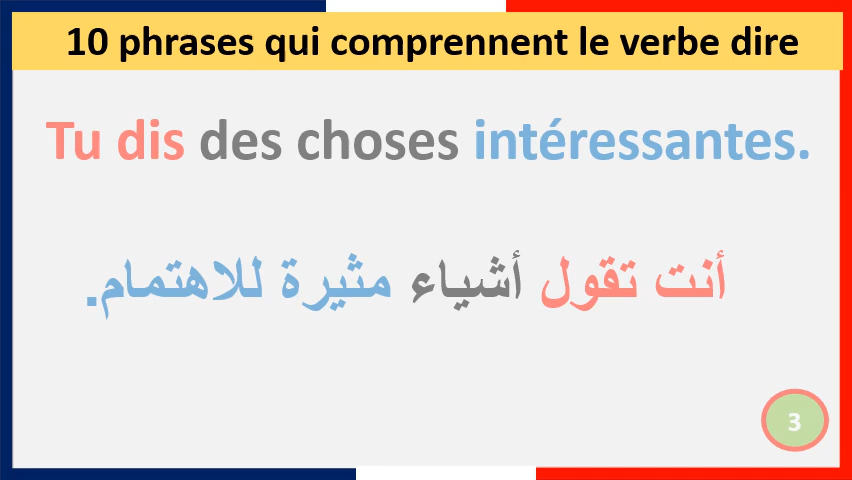 10 phrases qui comprennent le verbe dire
Tu dis des choses intéressantes.
أنت تقول أشياء مثيرة للاهتمام.
3